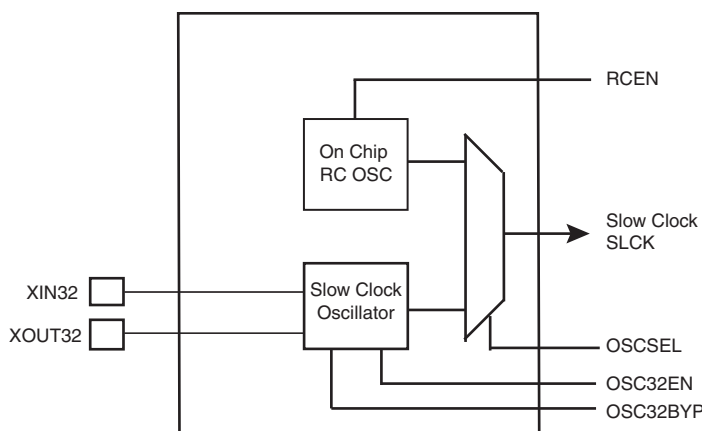 RCEN
On Chip
RC OSC
Slow Clock
SLCK
XIN32
Slow Clock
Oscillator
XOUT32
OSCSEL
OSC32EN
OSC32BYP